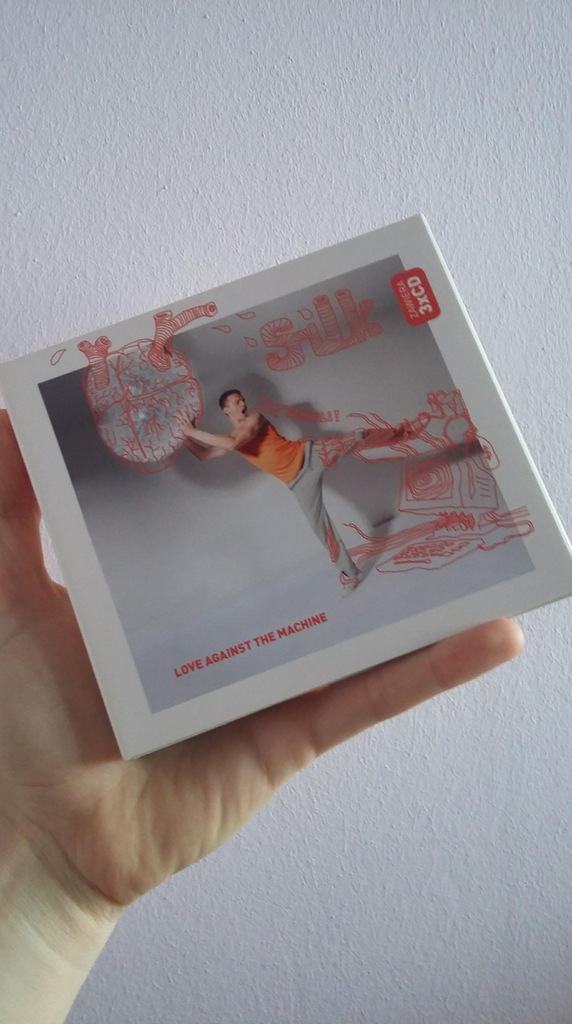 silk
ZAWIERA
3xCD
LOVE AGAINST THE MACHINE